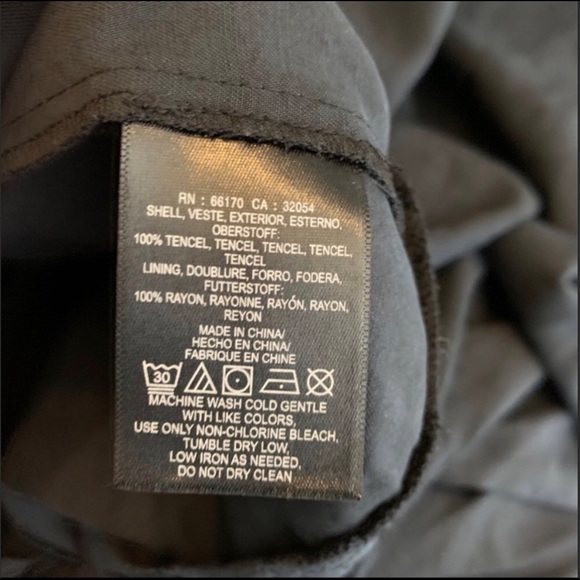 RN : 66170 CA : 32054
SHELL, VESTE, EXTERIOR, ESTERNO,
OBERSTOFF:
100% TENCEL, TENCEL, TENCEL, TENCEL,
TENCEL
LINING, DOUBLURE, FORRO, FODERA,
FUTTERSTOFF:
100% RAYON, RAYONNE, RAYÓN, RAYON,
REYON
MADE IN CHINA/
HECHO EN CHINA/
FABRIQUE EN CHINE
30
MACHINE WASH COLD GENTLE
WITH LIKE COLORS,
USE ONLY NON-CHLORINE BLEACH,
TUMBLE DRY LOW,
LOW IRON AS NEEDED,
DO NOT DRY CLEAN